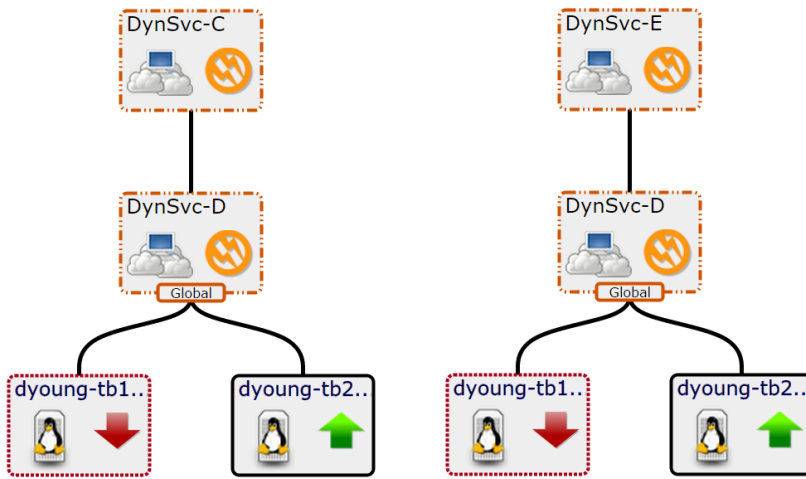 DynSvc-C
DynSvc-E
DynSvc-D
DynSvc-D
Global
Global
dyoung-tb1..
dyoung-tb2..
dyoung-tb1..
dyoung-tb2..